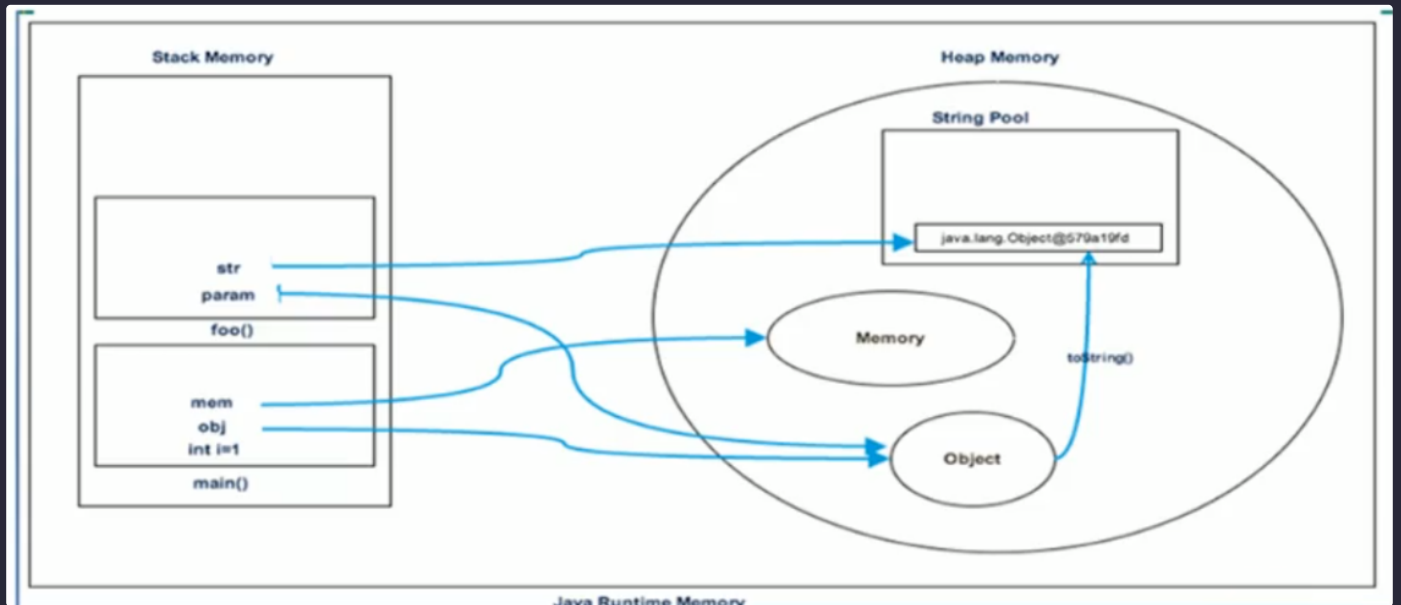 Stack Memory
Heap Memory
String Pool
java.lang.Object@579a19fd
str
param
foo()
Memory
toString()
mem
obj
int i=1
Object
main()
Java Runtime Memory